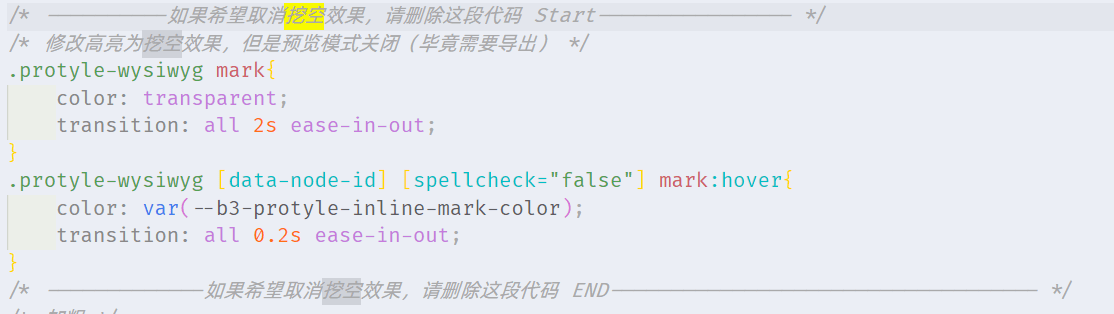 /* ——————————如果希望取消挖空效果，请删除这段代码 Start———————————————— */
/* 修改高亮为挖空效果，但是预览模式关闭（毕竟需要导出） */
.protyle-wysiwyg mark{
    color: transparent;
    transition: all 2s ease-in-out;
}
.protyle-wysiwyg [data-node-id] [spellcheck="false"] mark:hover{
    color: var(--b3-protyle-inline-mark-color);
    transition: all 0.2s ease-in-out;
}
/* —————————————如果希望取消挖空效果，请删除这段代码 END——————————————————————————————————— */